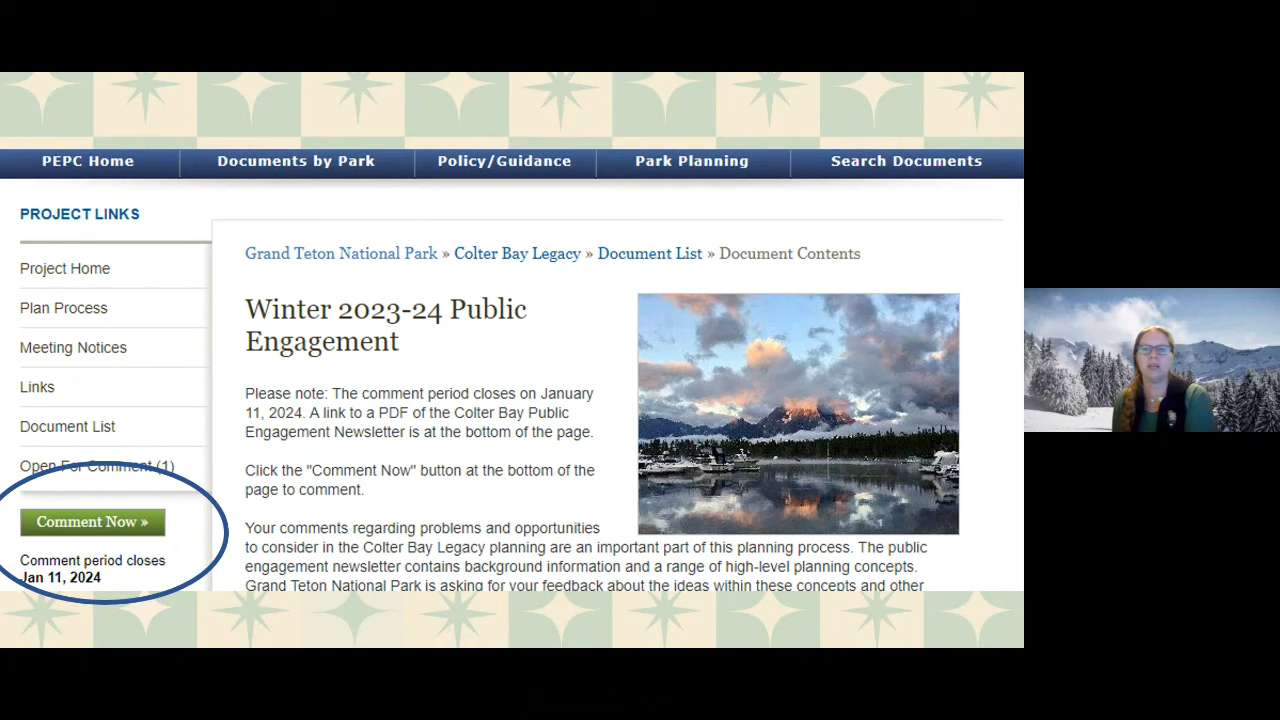 PEPC Home
Documents by Park
Policy/Guidance
Park Planning
Search Documents
PROJECT LINKS
Project Home
Plan Process
Meeting Notices
Links
Document List
Open For Comment (1)
Comment Now »
Comment period closes
Jan 11, 2024
Grand Teton National Park » Colter Bay Legacy » Document List » Document Contents
Winter 2023-24 Public
Engagement
Please note: The comment period closes on January
11, 2024. A link to a PDF of the Colter Bay Public
Engagement Newsletter is at the bottom of the page.
Click the "Comment Now" button at the bottom of the
page to comment.
Your comments regarding problems and opportunities
to consider in the Colter Bay Legacy planning are an important part of this planning process. The public
engagement newsletter contains background information and a range of high-level planning concepts.
Grand Teton National Park is asking for your feedback about the ideas within these concepts and other